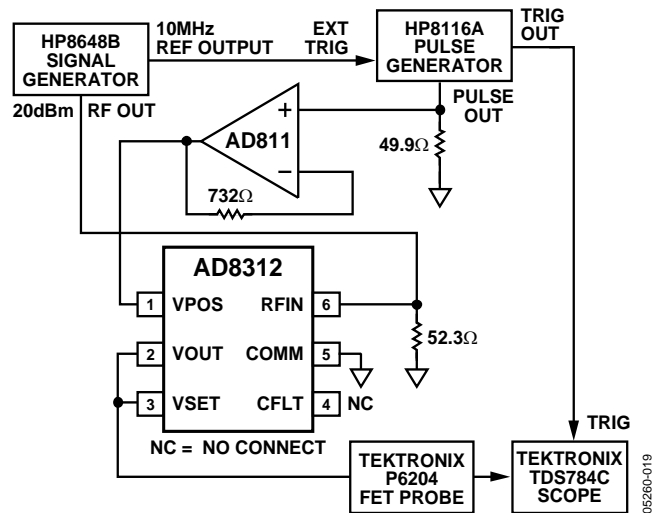 HP8648B
SIGNAL
GENERATOR
10MHz
REF OUTPUT
EXT
TRIG
HP8116A
PULSE
GENERATOR
TRIG
OUT
20dBm RF OUT
PULSE
OUT
+
AD811
−
49.9Ω
732Ω
AD8312
1 VPOS RFIN 6
2 VOUT COMM 5
3 VSET CFLT 4 NC
52.3Ω
NC = NO CONNECT
TRIG
TEKTRONIX
P6204
FET PROBE
TEKTRONIX
TDS784C
SCOPE
05260-019